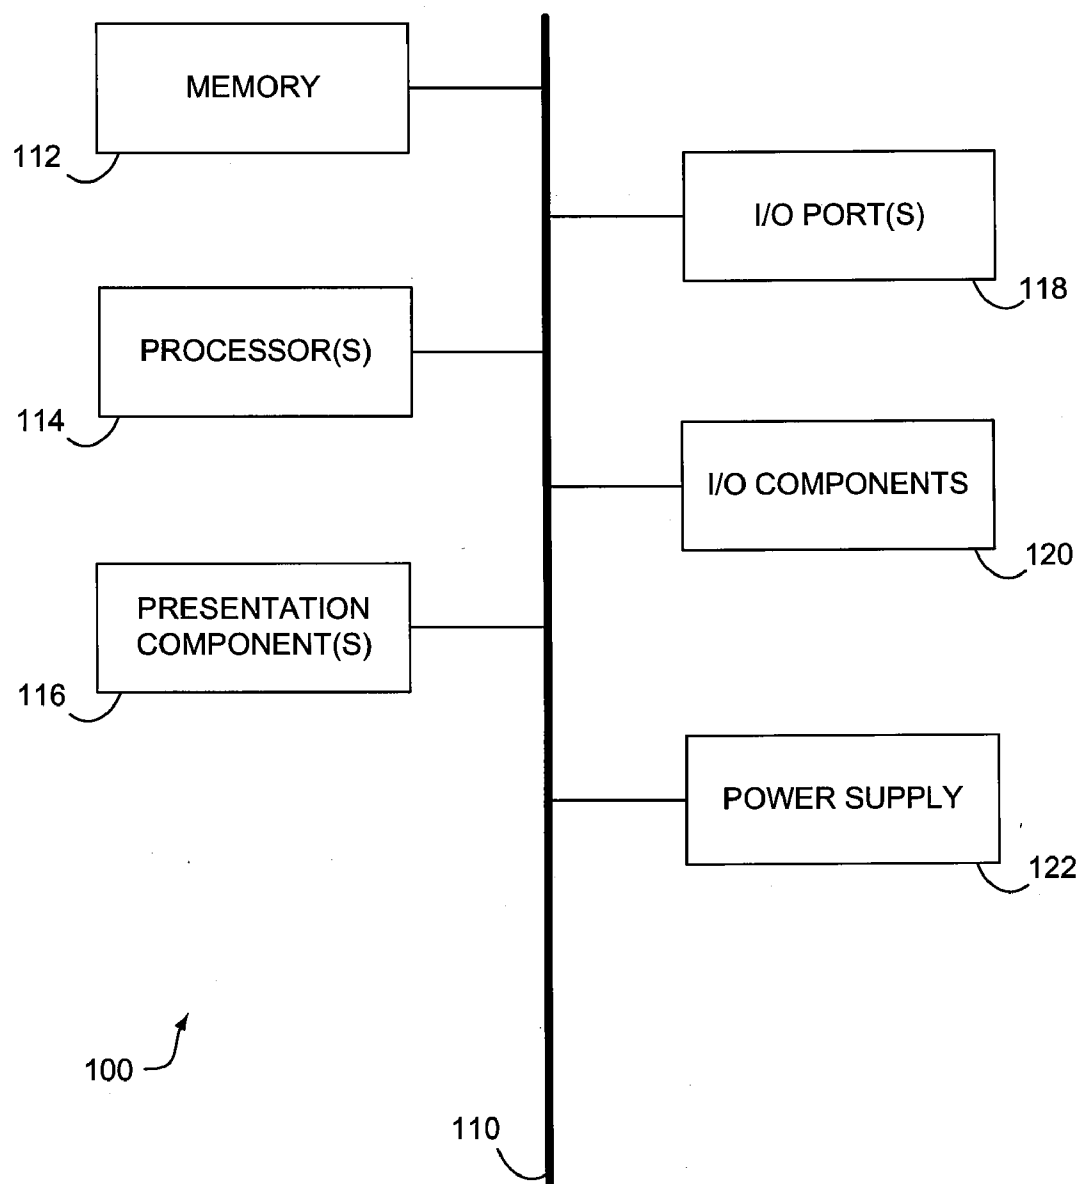 MEMORY
112
I/O PORT(S)
118
PROCESSOR(S)
114
I/O COMPONENTS
120
PRESENTATION
COMPONENT(S)
116
POWER SUPPLY
122
100
110